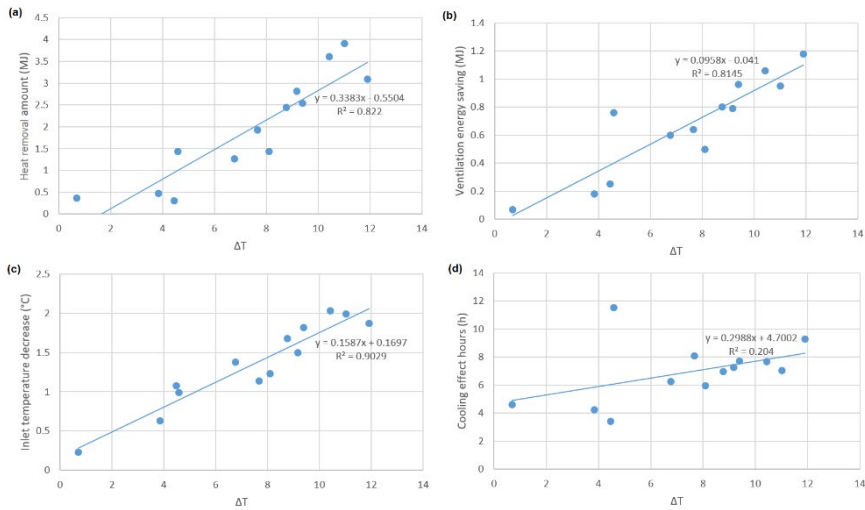 (a)
Heat removal amount (MJ)
4.5
4
3.5
3
2.5
2
1.5
1
0.5
0
y = 0.3383x - 0.5504
R² = 0.822
0 2 4 6 8 10 12 14
ΔT
(b)
Ventilation energy saving (MJ)
1.4
1.2
1
0.8
0.6
0.4
0.2
0
y = 0.0958x - 0.041
R² = 0.8145
0 2 4 6 8 10 12 14
ΔT
(c)
Inlet temperature decrease (°C)
2.5
2
1.5
1
0.5
0
y = 0.1587x + 0.1697
R² = 0.9029
0 2 4 6 8 10 12 14
ΔT
(d)
Cooling effect hours (h)
14
12
10
8
6
4
2
0
y = 0.2988x + 4.7002
R² = 0.204
0 2 4 6 8 10 12 14
ΔT